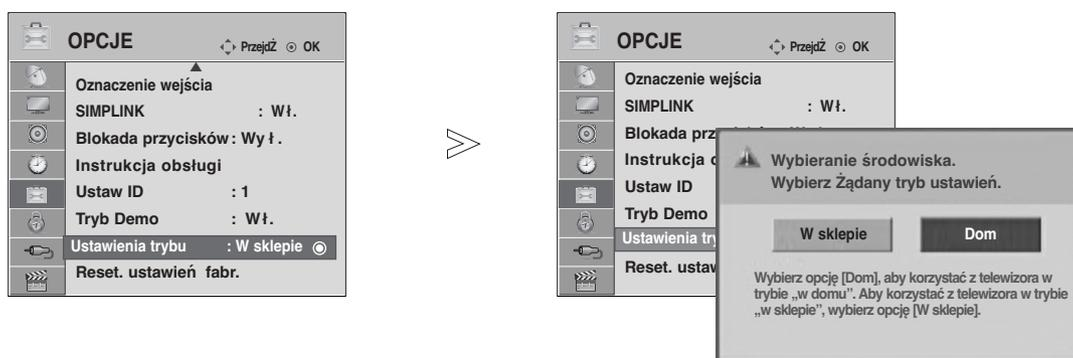 OPCJE
PrzejdŹ OK
Oznaczenie wejścia
SIMPLINK : Wł.
Blokada przycisków : Wył.
Instrukcja obsługi
Ustaw ID : 1
Tryb Demo : Wł.
Ustawienia trybu : W sklepie
Reset. ustawień fabr.
OPCJE
PrzejdŹ OK
Oznaczenie wejścia
SIMPLINK : Wł.
Blokada prz
Instrukcja
Ustaw ID
Tryb Demo
Ustawienia try
Reset. ustaw
Wybieranie środowiska.
Wybierz Żądany tryb ustawień.
W sklepie Dom
Wybierz opcję [Dom], aby korzystać z telewizora w
trybie „w domu”. Aby korzystać z telewizora w trybie
„w sklepie”, wybierz opcję [W sklepie].